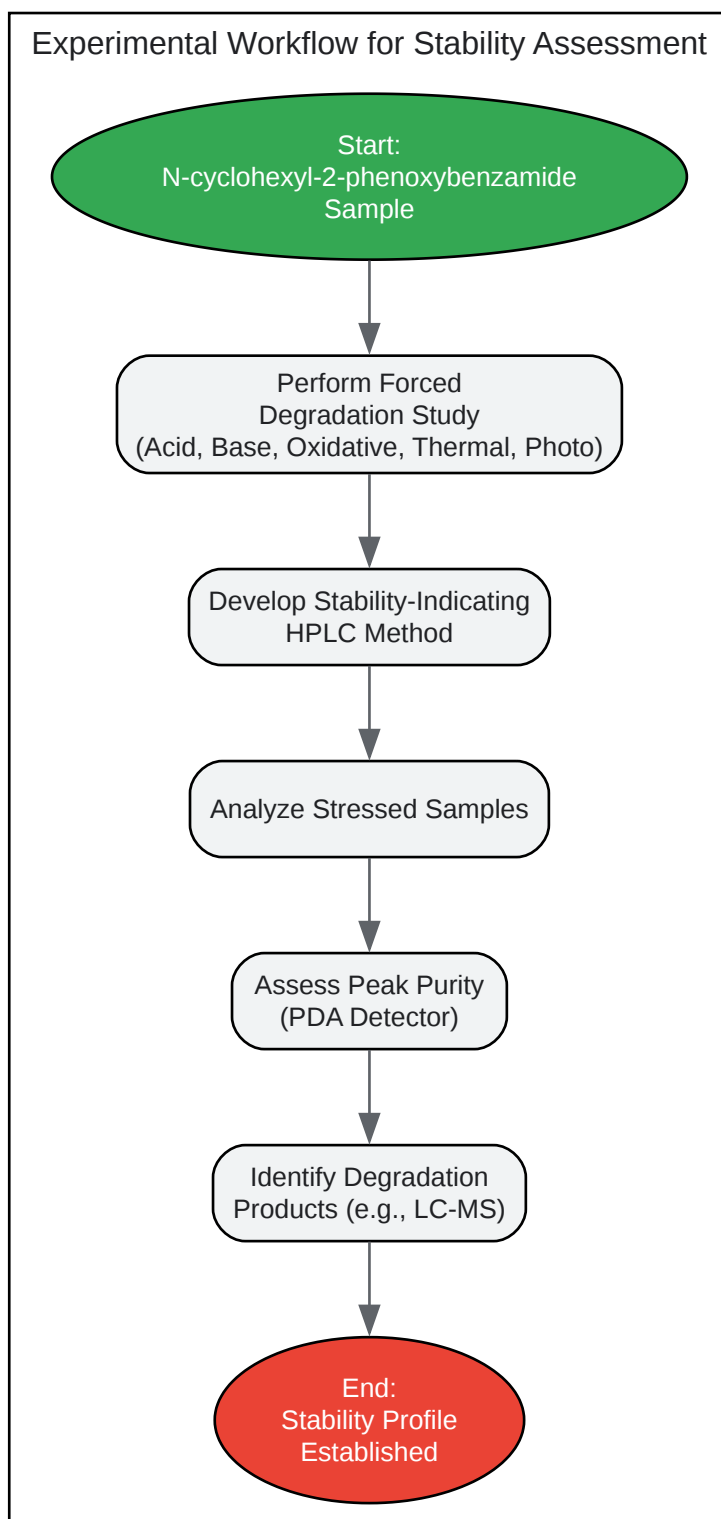 Experimental Workflow for Stability Assessment
Start:
N-cyclohexyl-2-phenoxybenzamide
Sample
Perform Forced
Degradation Study
(Acid, Base, Oxidative, Thermal, Photo)
Develop Stability-Indicating
HPLC Method
Analyze Stressed Samples
Assess Peak Purity
(PDA Detector)
Identify Degradation
Products (e.g., LC-MS)
End:
Stability Profile
Established